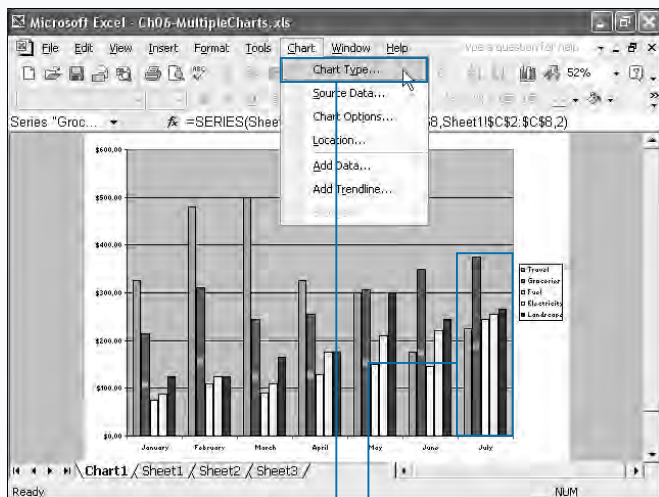 Microsoft Excel - Ch06-MultipleCharts.xls
File Edit View Insert Format Tools Chart Window Help Type a question for help
52%
Chart Type...
Source Data...
Chart Options...
Location...
Add Data...
Add Trendline...
Series "Groc... fx =SERIES(Sheet 8,Sheet1!$C$2:$C$8,2)
$600.00
$500.00
$400.00
$300.00
$200.00
$100.00
$0.00
January February March April May June July
Travel
Groceries
Fuel
Electricity
Landscape
Chart1 / Sheet1 / Sheet2 / Sheet3 /
Ready NUM